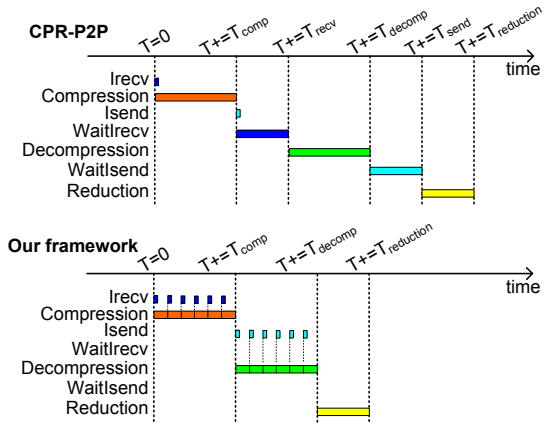 CPR-P2P
T=0 T+=Tcomp T+=Trecv T+=Tdecomp T+=Tsend T+=Treduction
time
Irecv
Compression
Isend
WaitIrecv
Decompression
WaitIsend
Reduction
Our framework
T=0 T+=Tcomp T+=Tdecomp T+=Treduction
time
Irecv
Compression
Isend
WaitIrecv
Decompression
WaitIsend
Reduction